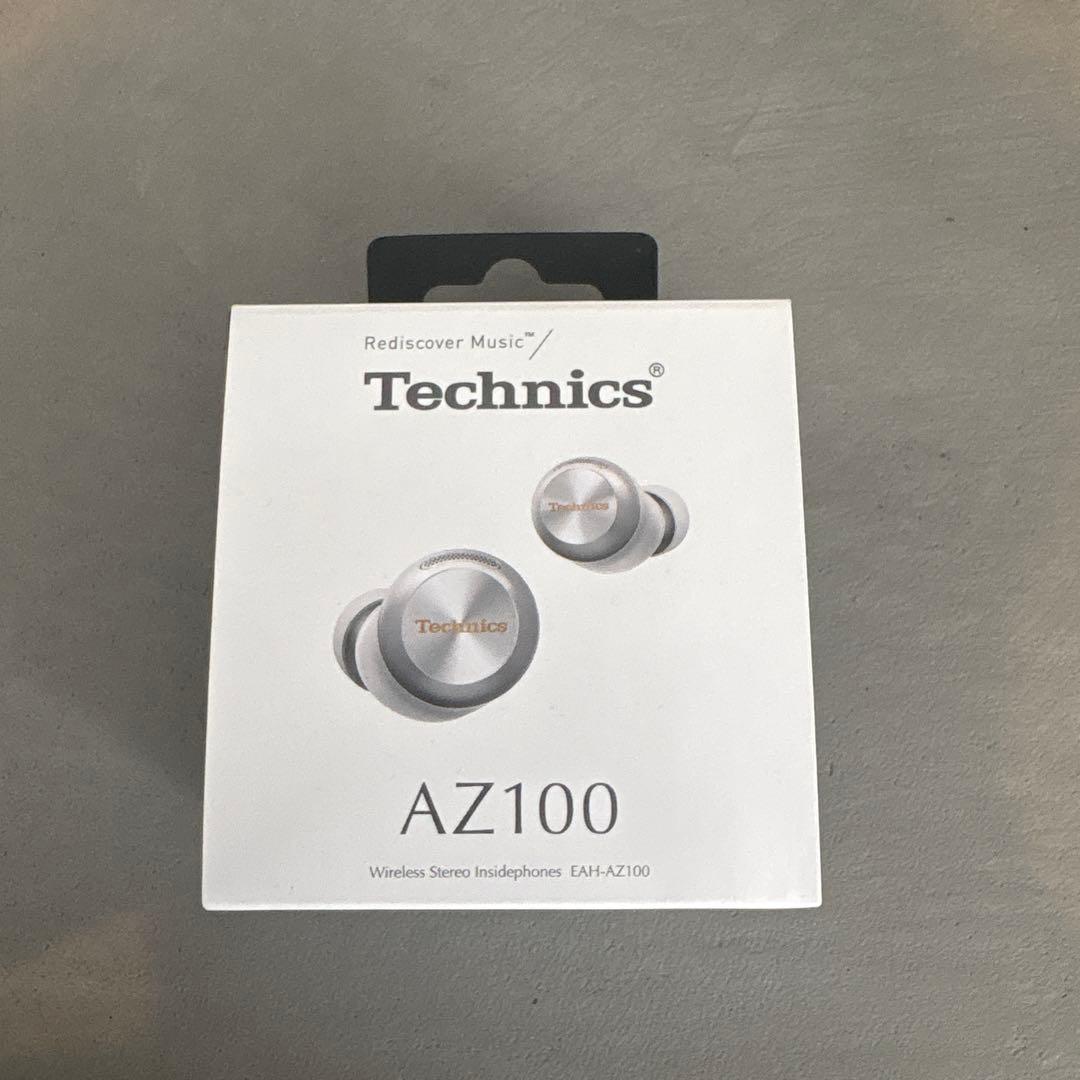 Rediscover Music™/
Technics®
Technics
Technics
AZ100
Wireless Stereo Insidephones EAH-AZ100